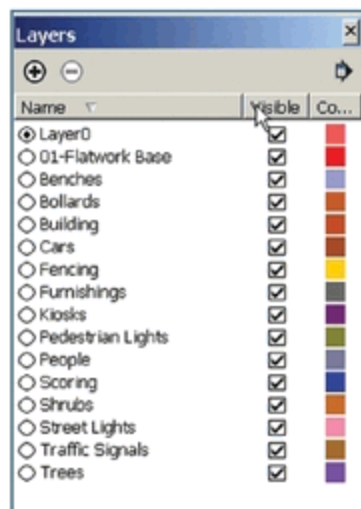 Layers
Name Visible Co...
Layer0
01-Flatwork Base
Benches
Bollards
Building
Cars
Fencing
Furnishings
Kiosks
Pedestrian Lights
People
Scoring
Shrubs
Street Lights
Traffic Signals
Trees